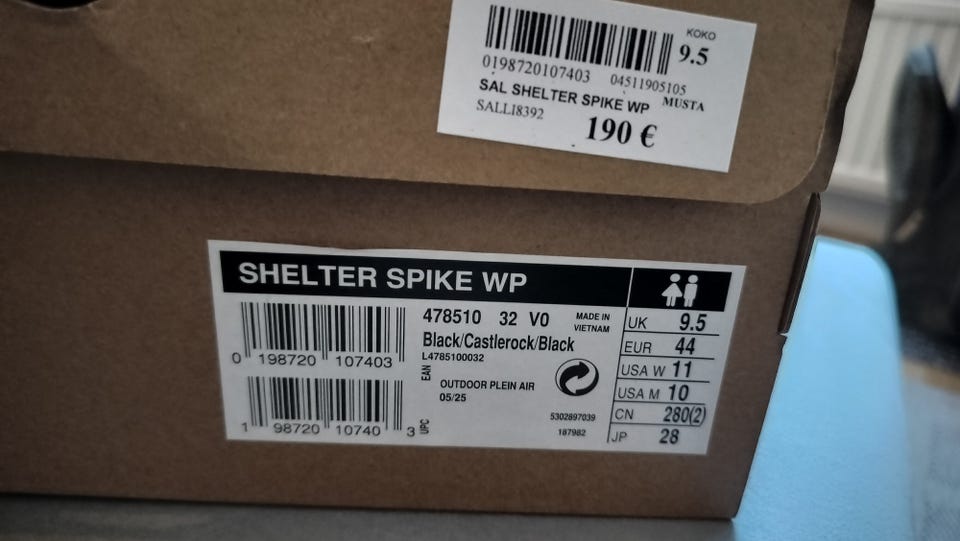 KOKO
9.5
0198720107403 04511905105
SAL SHELTER SPIKE WP MUSTA
SALLI8392
190 €
SHELTER SPIKE WP
478510 32 V0
MADE IN
VIETNAM
Black/Castlerock/Black
L4785100032
0 198720 107403
EAN
OUTDOOR PLEIN AIR
05/25
5302897039
187982
1 98720 10740 3
UPC
UK 9.5
EUR 44
USA W 11
USA M 10
CN 280(2)
JP 28